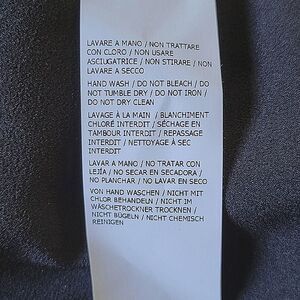 LAVARE A MANO / NON TRATTARE
CON CLORO / NON USARE
ASCIUGATRICE / NON STIRARE / NON
LAVARE A SECCO
HAND WASH / DO NOT BLEACH / DO
NOT TUMBLE DRY / DO NOT IRON /
DO NOT DRY CLEAN
LAVAGE À LA MAIN / BLANCHIMENT
CHLORÉ INTERDIT / SÉCHAGE EN
TAMBOUR INTERDIT / REPASSAGE
INTERDIT / NETTOYAGE À SEC
INTERDIT
LAVAR A MANO / NO TRATAR CON
LEJÍA / NO SECAR EN SECADORA /
NO PLANCHAR / NO LAVAR EN SECO
VON HAND WASCHEN / NICHT MIT
CHLOR BEHANDELN / NICHT IM
WÄSCHETROCKNER TROCKNEN /
NICHT BÜGELN / NICHT CHEMISCH
REINIGEN